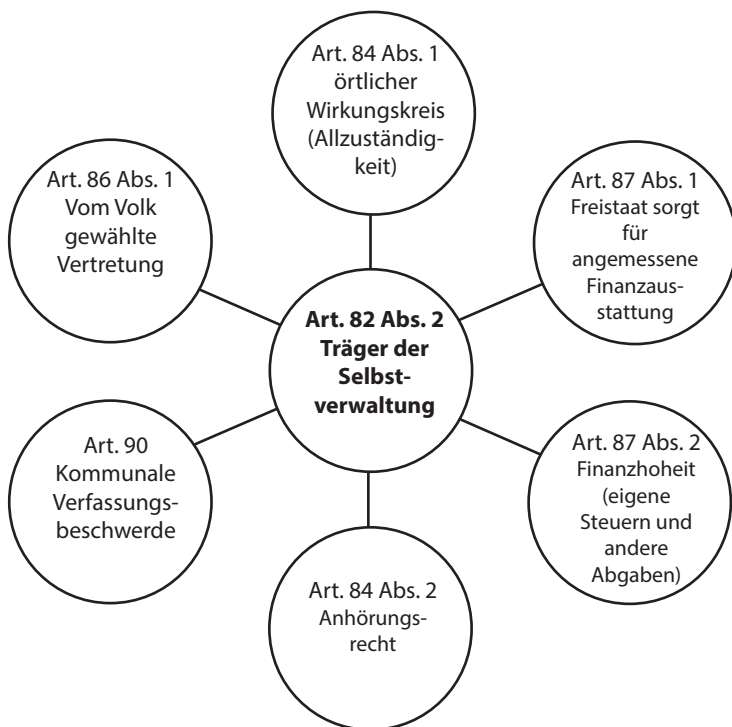 Art. 84 Abs. 1
örtlicher
Wirkungskreis
(Allzuständig-
keit)
Art. 86 Abs. 1
Vom Volk
gewählte
Vertretung
Art. 87 Abs. 1
Freistaat sorgt
für
angemessene
Finanzaus-
stattung
Art. 82 Abs. 2
Träger der
Selbst-
verwaltung
Art. 90
Kommunale
Verfassungs-
beschwerde
Art. 87 Abs. 2
Finanzhoheit
(eigene
Steuern und
andere
Abgaben)
Art. 84 Abs. 2
Anhörungs-
recht